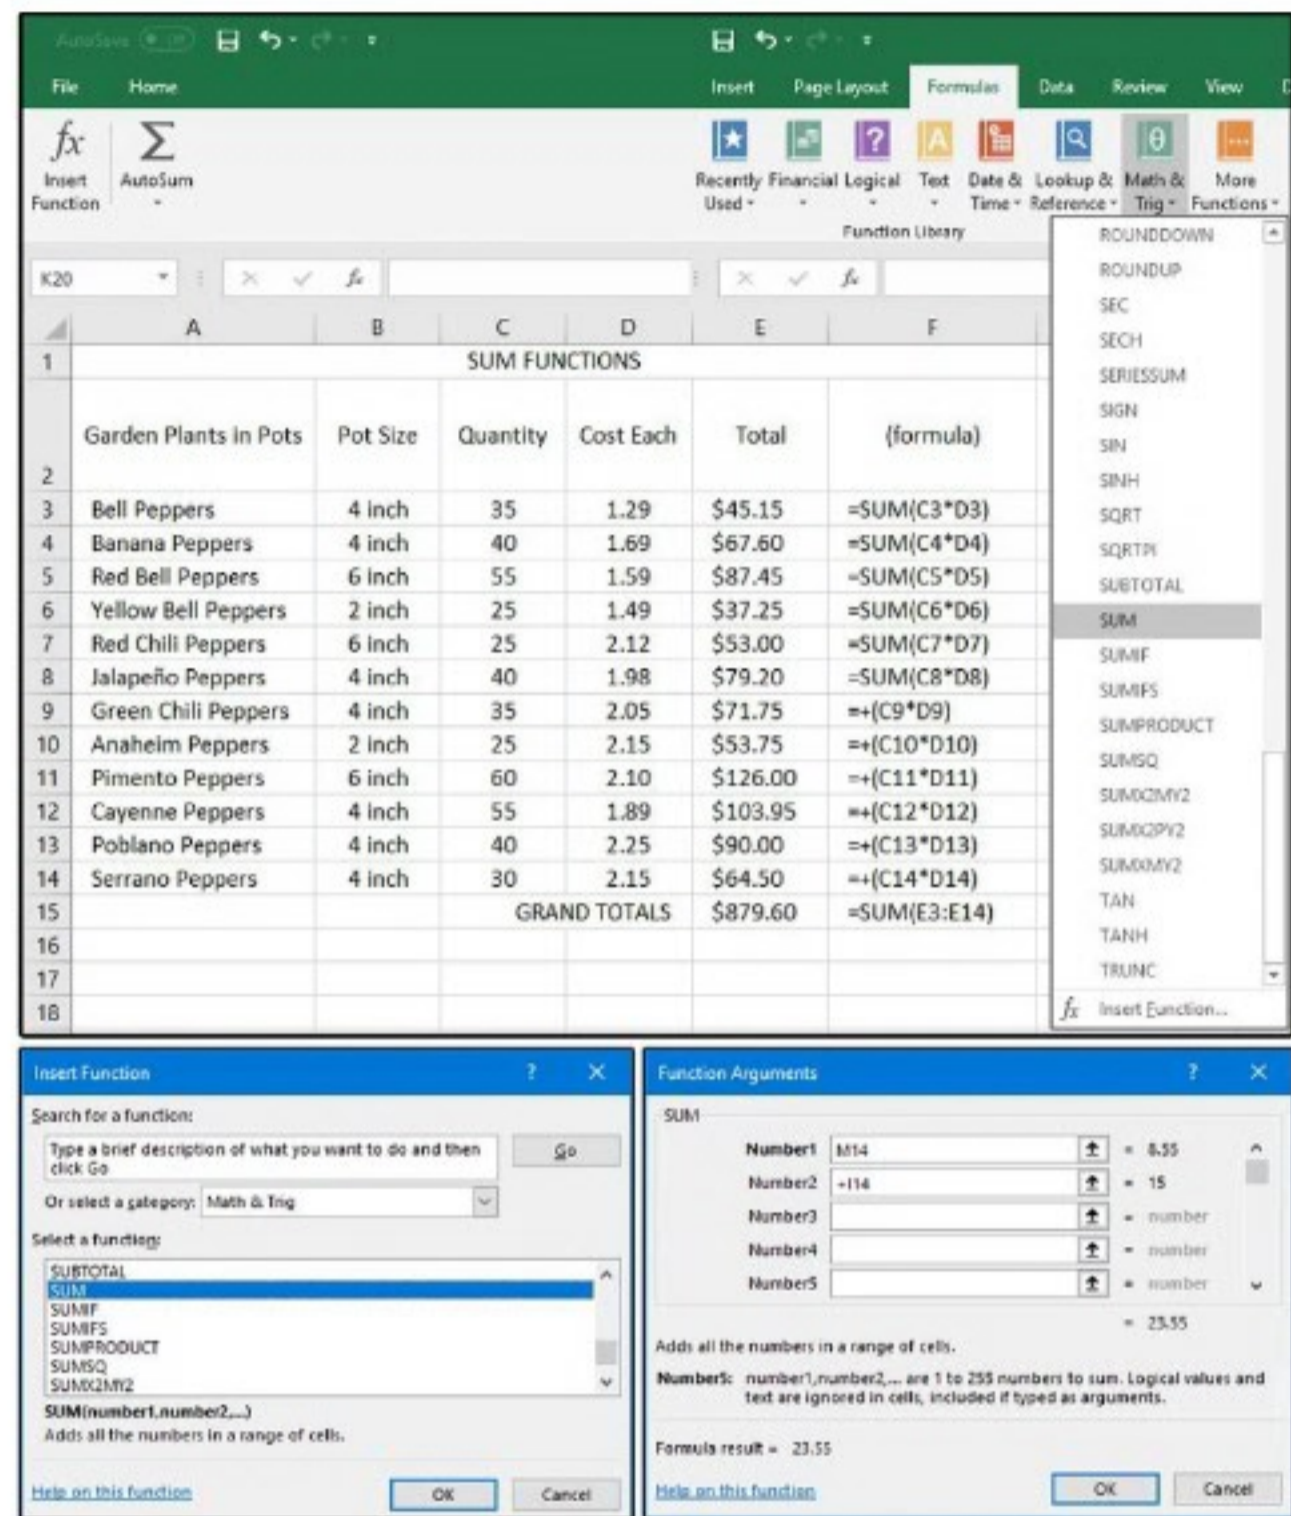 AutoSave Off
File Home Insert Page Layout Formulas Data Review View D
fx Insert Function
Σ AutoSum
Recently Used
Financial
Logical
Text
Date & Time
Lookup & Reference
Math & Trig
More Functions
Function Library
K20 fx fx
A B C D E F
1 SUM FUNCTIONS
2 Garden Plants in Pots Pot Size Quantity Cost Each Total (formula)
3 Bell Peppers 4 inch 35 1.29 $45.15 =SUM(C3*D3)
4 Banana Peppers 4 inch 40 1.69 $67.60 =SUM(C4*D4)
5 Red Bell Peppers 6 inch 55 1.59 $87.45 =SUM(C5*D5)
6 Yellow Bell Peppers 2 inch 25 1.49 $37.25 =SUM(C6*D6)
7 Red Chili Peppers 6 inch 25 2.12 $53.00 =SUM(C7*D7)
8 Jalapeño Peppers 4 inch 40 1.98 $79.20 =SUM(C8*D8)
9 Green Chili Peppers 4 inch 35 2.05 $71.75 =+(C9*D9)
10 Anaheim Peppers 2 inch 25 2.15 $53.75 =+(C10*D10)
11 Pimento Peppers 6 inch 60 2.10 $126.00 =+(C11*D11)
12 Cayenne Peppers 4 inch 55 1.89 $103.95 =+(C12*D12)
13 Poblano Peppers 4 inch 40 2.25 $90.00 =+(C13*D13)
14 Serrano Peppers 4 inch 30 2.15 $64.50 =+(C14*D14)
15 GRAND TOTALS $879.60 =SUM(E3:E14)
16
17
18
ROUNDDOWN
ROUNDUP
SEC
SECH
SERIESSUM
SIGN
SIN
SINH
SQRT
SQRTPI
SUBTOTAL
SUM
SUMIF
SUMIFS
SUMPRODUCT
SUMSQ
SUMX2MY2
SUMX2PY2
SUMXMY2
TAN
TANH
TRUNC
fx Insert Function...
Insert Function ? ×
Search for a function:
Type a brief description of what you want to do and then
click Go
Go
Or select a category: Math & Trig
Select a function:
SUBTOTAL
SUM
SUMIF
SUMIFS
SUMPRODUCT
SUMSQ
SUMX2MY2
SUM(number1,number2,...)
Adds all the numbers in a range of cells.
Help on this function OK Cancel
Function Arguments ? ×
SUM
Number1 M14 = 8.55
Number2 +I14 = 15
Number3 = number
Number4 = number
Number5 = number
= 23.55
Adds all the numbers in a range of cells.
Number5: number1,number2,... are 1 to 255 numbers to sum. Logical values and
text are ignored in cells, included if typed as arguments.
Formula result = 23.55
Help on this function OK Cancel